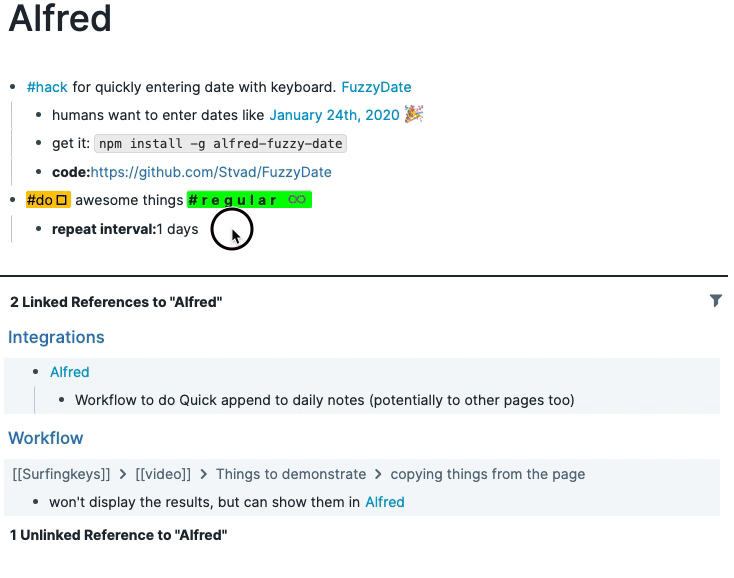 Alfred
#hack for quickly entering date with keyboard. FuzzyDate
humans want to enter dates like January 24th, 2020 🎉
get it: npm install -g alfred-fuzzy-date
code:https://github.com/Stvad/FuzzyDate
#do awesome things #regular ♾
repeat interval:1 days
2 Linked References to "Alfred"
Integrations
Alfred
Workflow to do Quick append to daily notes (potentially to other pages too)
Workflow
[[Surfingkeys]] > [[video]] > Things to demonstrate > copying things from the page
won't display the results, but can show them in Alfred
1 Unlinked Reference to "Alfred"